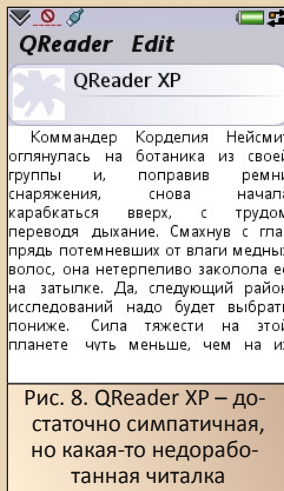 QReader Edit
QReader XP
Коммандер Корделия Нейсмит
оглянулась на ботаника из своей
группы и, поправив ремни
снаряжения, снова начала
карабкаться вверх, с трудом
переводя дыхание. Смахнув с гла
прядь потемневших от влаги медных
волос, она нетерпеливо заколола ее
на затылке. Да, следующий район
исследований надо будет выбрать
пониже. Сила тяжести на этой
планете чуть меньше, чем на их
Рис. 8. QReader XP – до-
статочно симпатичная,
но какая-то недорабо-
танная читалка